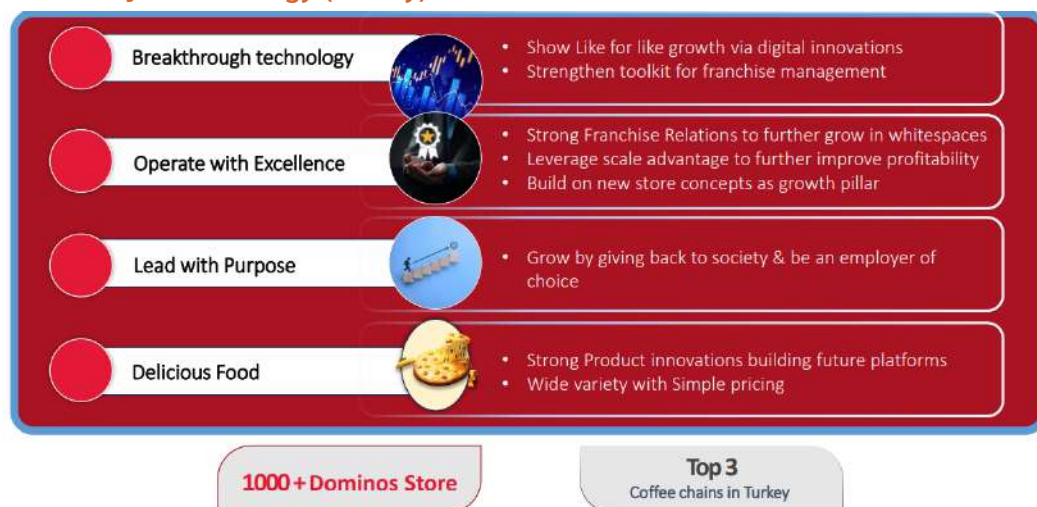 Breakthrough technology
• Show Like for like growth via digital innovations
• Strengthen toolkit for franchise management
Operate with Excellence
• Strong Franchise Relations to further grow in whitespaces
• Leverage scale advantage to further improve profitability
• Build on new store concepts as growth pillar
Lead with Purpose
• Grow by giving back to society & be an employer of
choice
Delicious Food
• Strong Product innovations building future platforms
• Wide variety with Simple pricing
1000+Dominos Store
Top 3
Coffee chains in Turkey